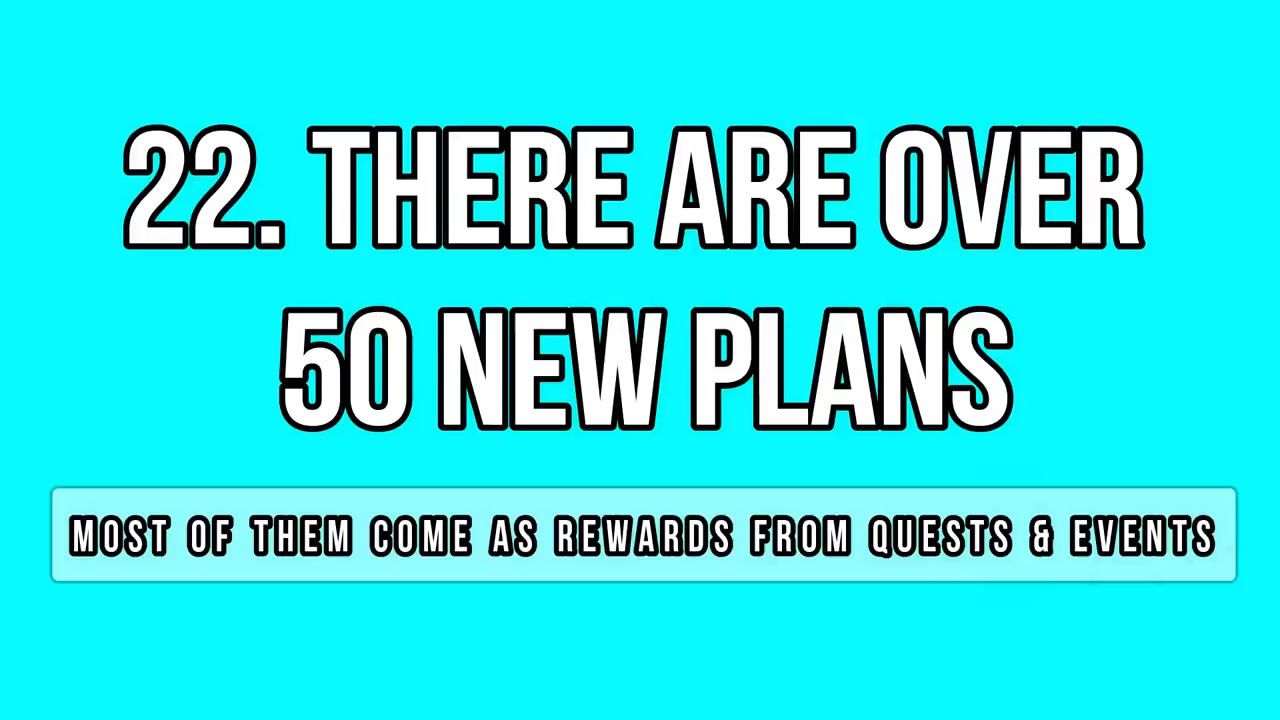 22. THERE ARE OVER
50 NEW PLANS
MOST OF THEM COME AS REWARDS FROM QUESTS & EVENTS